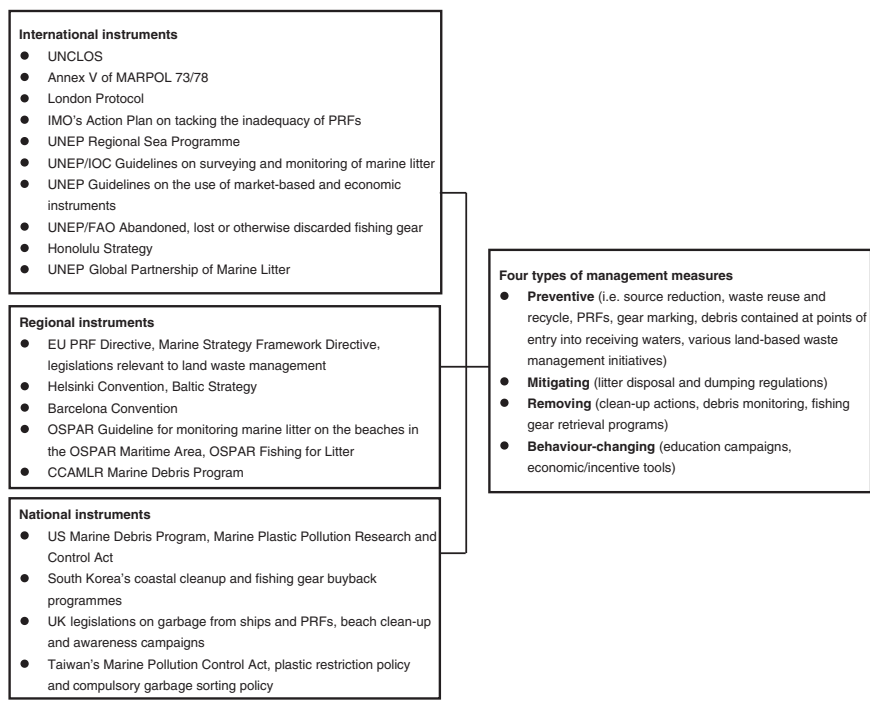 International instruments
● UNCLOS
● Annex V of MARPOL 73/78
● London Protocol
● IMO's Action Plan on tacking the inadequacy of PRFs
● UNEP Regional Sea Programme
● UNEP/IOC Guidelines on surveying and monitoring of marine litter
● UNEP Guidelines on the use of market-based and economic
instruments
● UNEP/FAO Abandoned, lost or otherwise discarded fishing gear
● Honolulu Strategy
● UNEP Global Partnership of Marine Litter
Regional instruments
● EU PRF Directive, Marine Strategy Framework Directive,
legislations relevant to land waste management
● Helsinki Convention, Baltic Strategy
● Barcelona Convention
● OSPAR Guideline for monitoring marine litter on the beaches in
the OSPAR Maritime Area, OSPAR Fishing for Litter
● CCAMLR Marine Debris Program
National instruments
● US Marine Debris Program, Marine Plastic Pollution Research and
Control Act
● South Korea's coastal cleanup and fishing gear buyback
programmes
● UK legislations on garbage from ships and PRFs, beach clean-up
and awareness campaigns
● Taiwan's Marine Pollution Control Act, plastic restriction policy
and compulsory garbage sorting policy
Four types of management measures
● Preventive (i.e. source reduction, waste reuse and
recycle, PRFs, gear marking, debris contained at points of
entry into receiving waters, various land-based waste
management initiatives)
● Mitigating (litter disposal and dumping regulations)
● Removing (clean-up actions, debris monitoring, fishing
gear retrieval programs)
● Behaviour-changing (education campaigns,
economic/incentive tools)